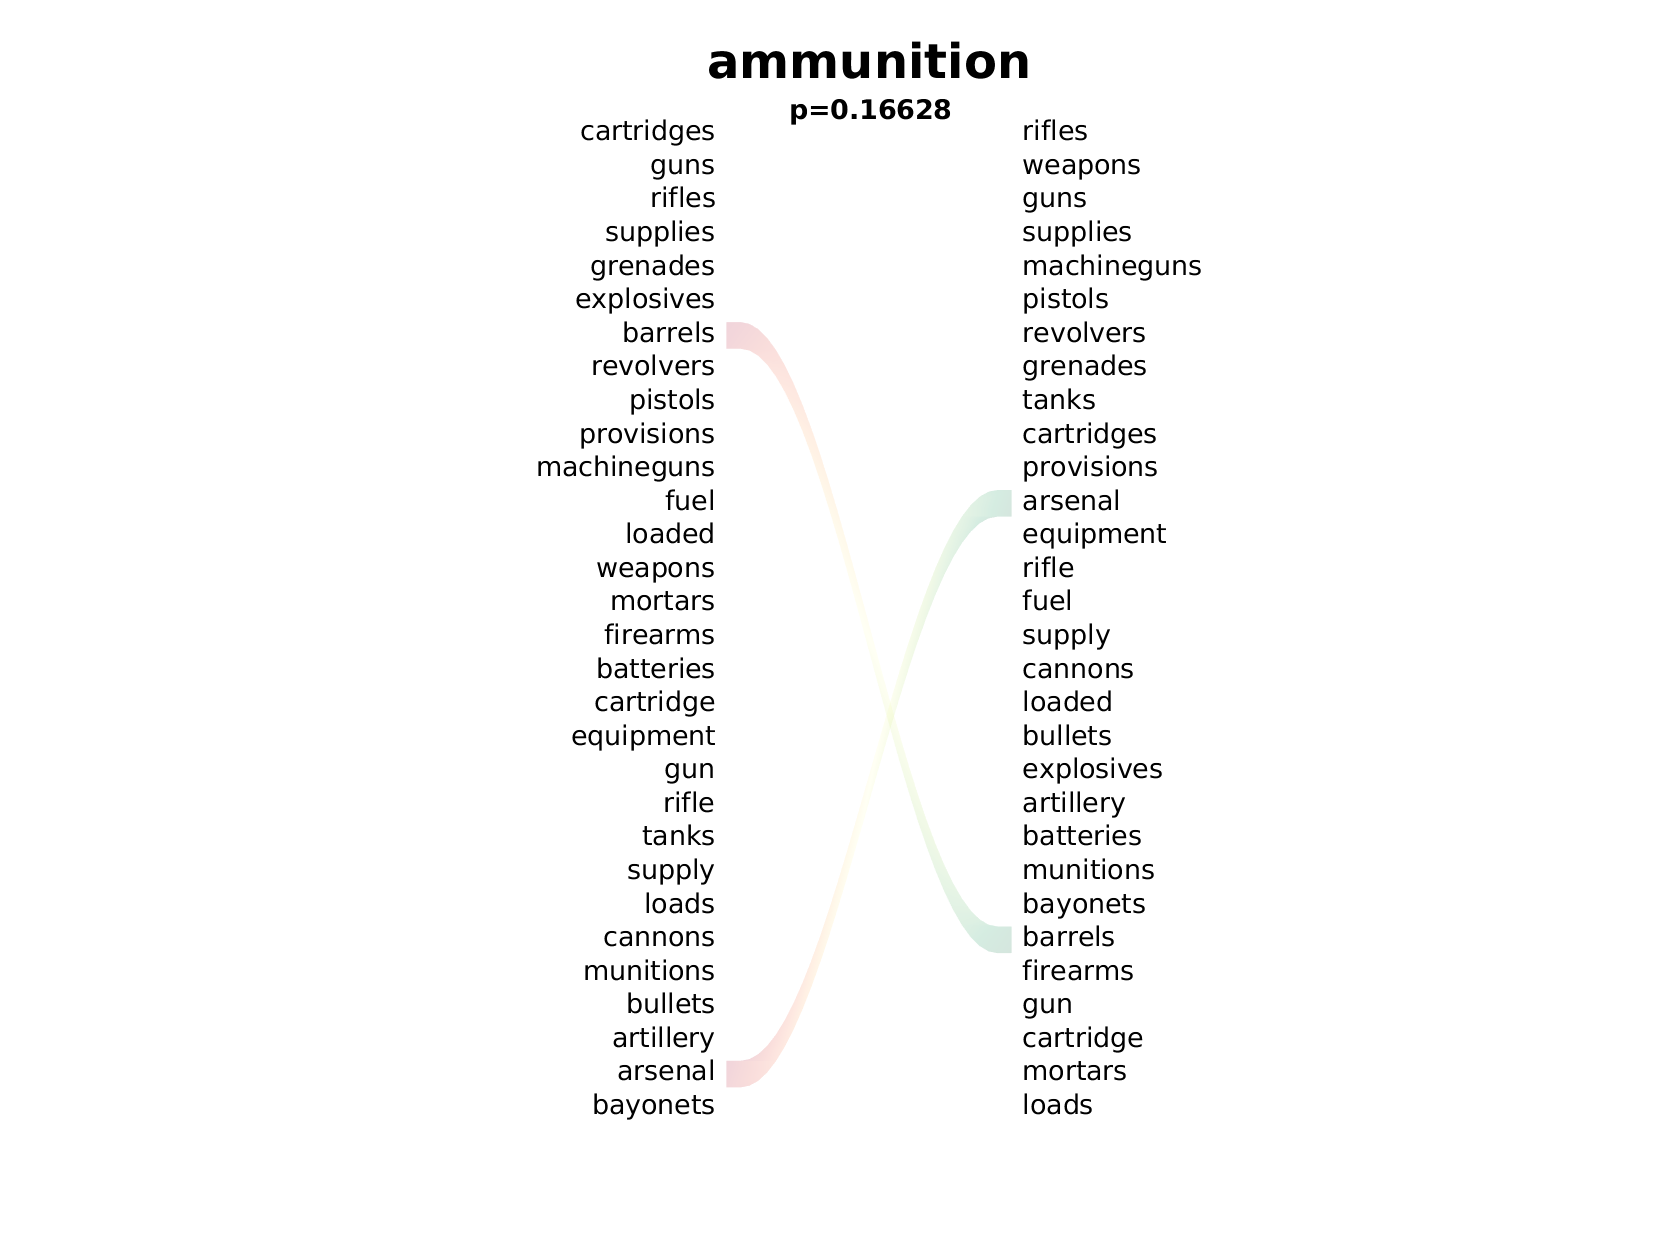 ammunition
p=0.16628
cartridges rifles
guns weapons
rifles guns
supplies supplies
grenades machineguns
explosives pistols
barrels revolvers
revolvers grenades
pistols tanks
provisions cartridges
machineguns provisions
fuel arsenal
loaded equipment
weapons rifle
mortars fuel
firearms supply
batteries cannons
cartridge loaded
equipment bullets
gun explosives
rifle artillery
tanks batteries
supply munitions
loads bayonets
cannons barrels
munitions firearms
bullets gun
artillery cartridge
arsenal mortars
bayonets loads